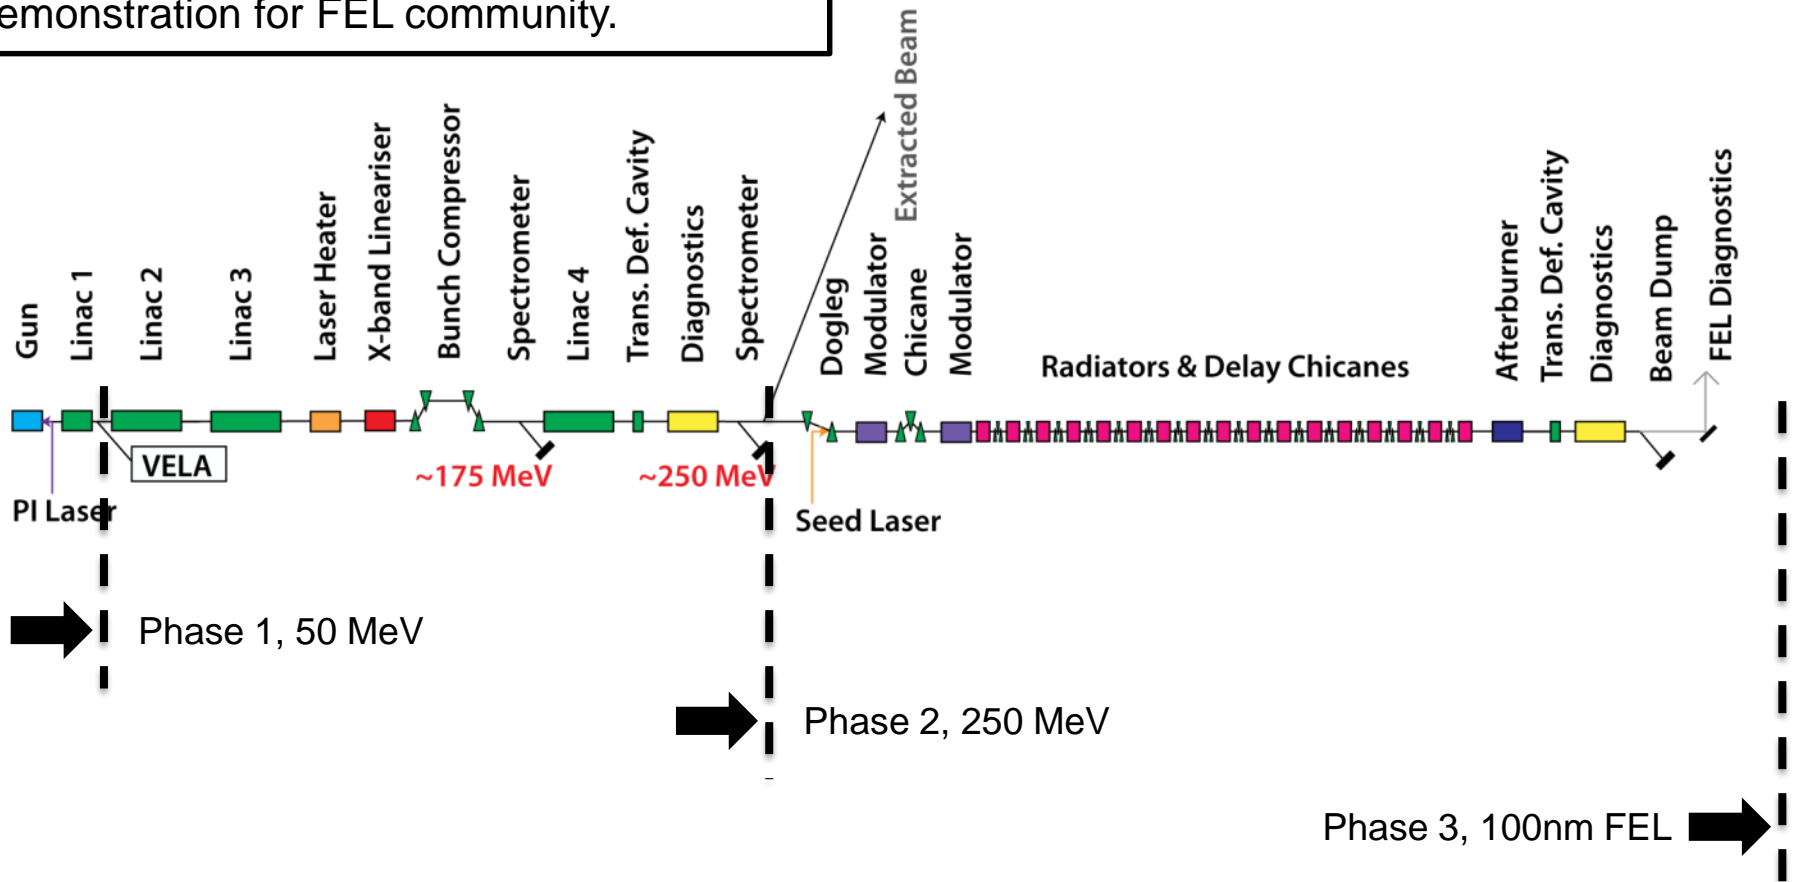 emonstration for FEL community.
Extracted Beam
Gun
Linac 1
Linac 2
Linac 3
Laser Heater
X-band Lineariser
Bunch Compressor
Spectrometer
Linac 4
Trans. Def. Cavity
Diagnostics
Spectrometer
Dogleg
Modulator
Chicane
Modulator
Radiators & Delay Chicanes
Afterburner
Trans. Def. Cavity
Diagnostics
Beam Dump
FEL Diagnostics
VELA
~175 MeV
~250 MeV
PI Laser
Seed Laser
Phase 1, 50 MeV
Phase 2, 250 MeV
Phase 3, 100nm FEL